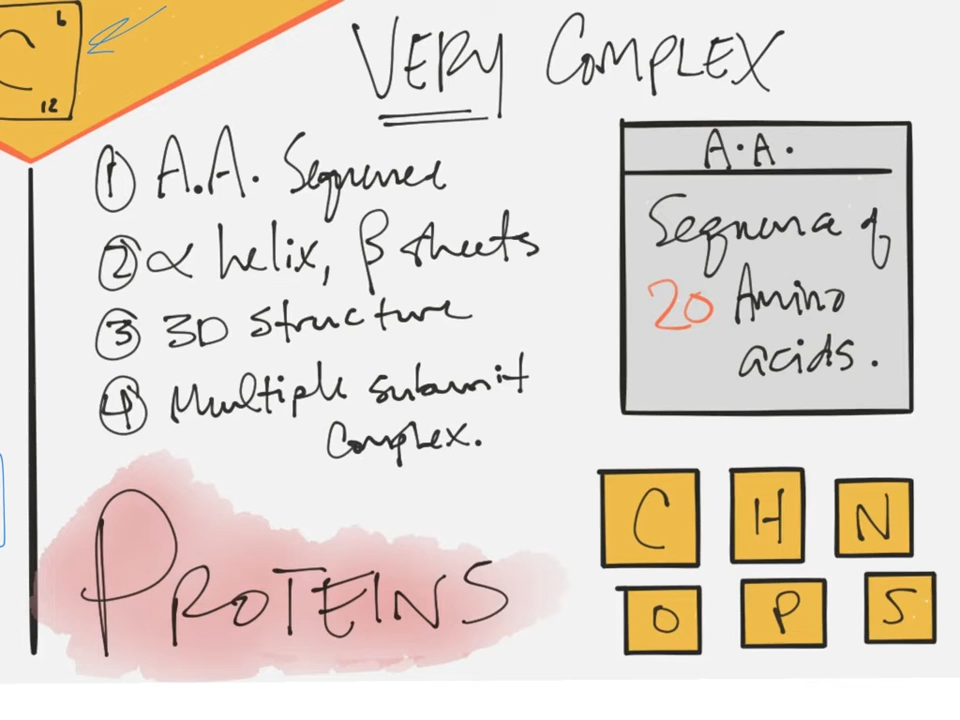 C
6
12
VERY COMPLEX
① A.A. Sequence
② α helix, β sheets
③ 3D structure
④ Multiple subunit
Complex.
A.A.
Sequence of
20 Amino
acids.
PROTEINS
C H N
O P S